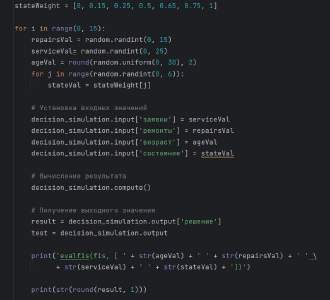 stateWeight = [0, 0.15, 0.25, 0.5, 0.65, 0.75, 1]
for i in range(0, 15):
repairsVal = random.randint(0, 15)
serviceVal= random.randint(0, 25)
ageVal = round(random.uniform(0, 30), 2)
for j in range(random.randint(0, 6)):
stateVal = stateWeight[j]
# Установка входных значений
decision_simulation.input['заявки'] = serviceVal
decision_simulation.input['ремонты'] = repairsVal
decision_simulation.input['возраст'] = ageVal
decision_simulation.input['состояние'] = stateVal
# Вычисление результата
decision_simulation.compute()
# Получение выходного значения
result = decision_simulation.output['решение']
test = decision_simulation.output
print('evalfis(fis, [ ' + str(ageVal) + ' ' + str(repairsVal) + ' ' \
+ str(serviceVal) + ' ' + str(stateVal) + '])')
print(str(round(result, 1)))